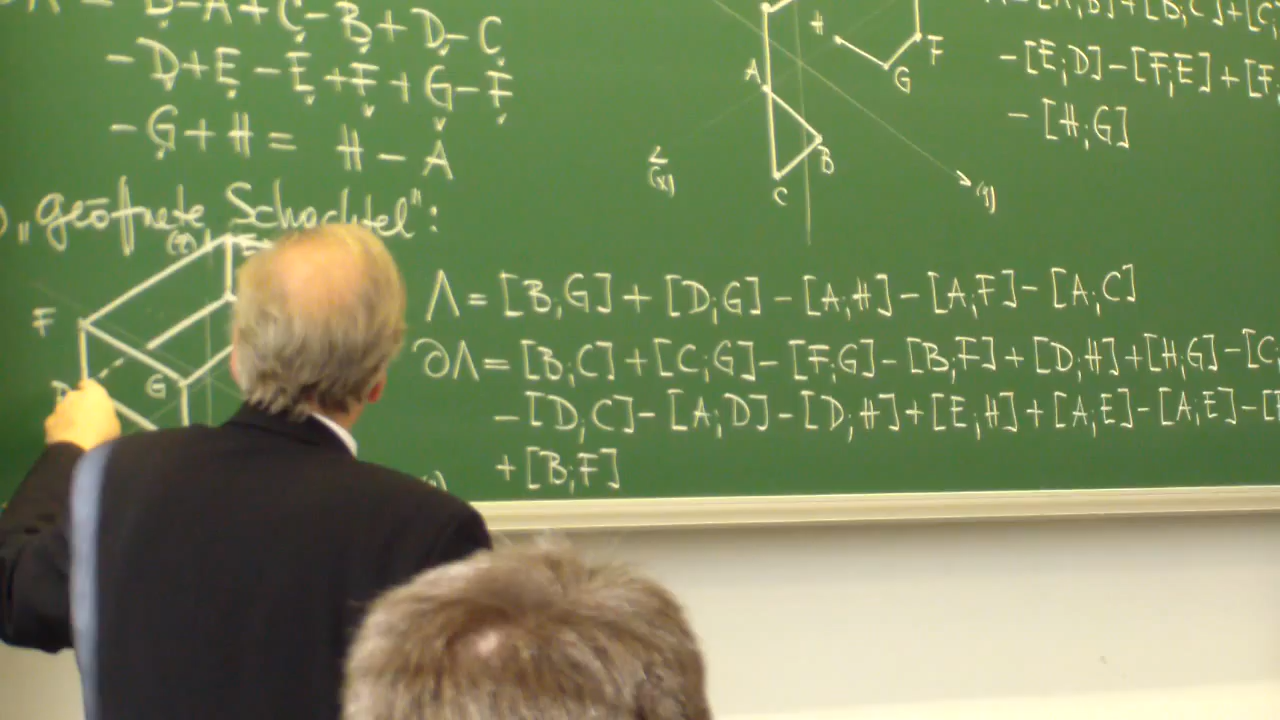 ∂Λ = B-A+C-B+D-C
-D+E-E+F+G-F
-G+H= H-A
"geöffnete Schachtel":
(z)
F
G
H
F
G
A
B
C
(x)
(y)
-[E;D]-[F;E]+[F;
-[H;G]
Λ=[B;G]+[D;G]-[A;H]-[A;F]-[A;C]
∂Λ=[B;C]+[C;G]-[F;G]-[B;F]+[D;H]+[H;G]-[C;
-[D;C]-[A;D]-[D;H]+[E;H]+[A;E]-[A;E]-[
+[B;F]